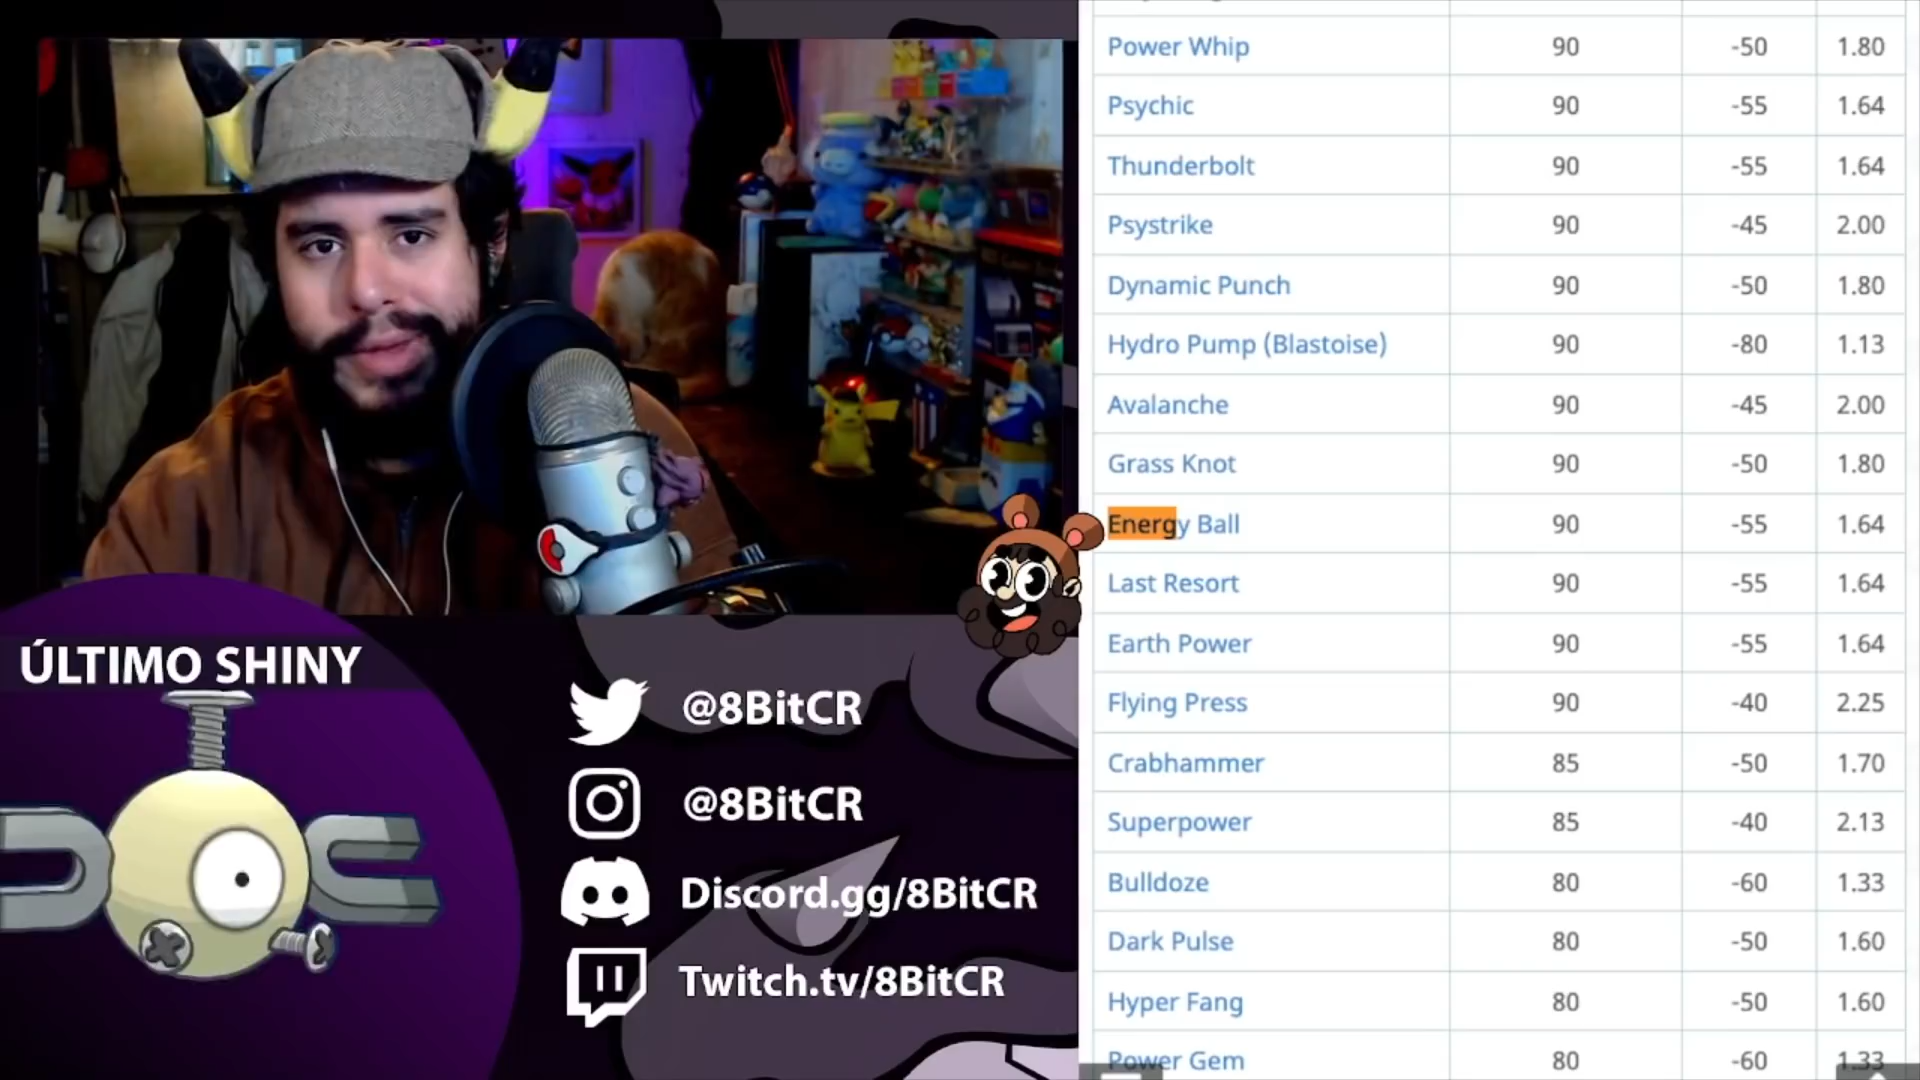 Power Whip 90 -50 1.80
Psychic 90 -55 1.64
Thunderbolt 90 -55 1.64
Psystrike 90 -45 2.00
Dynamic Punch 90 -50 1.80
Hydro Pump (Blastoise) 90 -80 1.13
Avalanche 90 -45 2.00
Grass Knot 90 -50 1.80
Energy Ball 90 -55 1.64
Last Resort 90 -55 1.64
Earth Power 90 -55 1.64
Flying Press 90 -40 2.25
Crabhammer 85 -50 1.70
Superpower 85 -40 2.13
Bulldoze 80 -60 1.33
Dark Pulse 80 -50 1.60
Hyper Fang 80 -50 1.60
Power Gem 80 -60 1.33
ÚLTIMO SHINY
@8BitCR
@8BitCR
Discord.gg/8BitCR
Twitch.tv/8BitCR